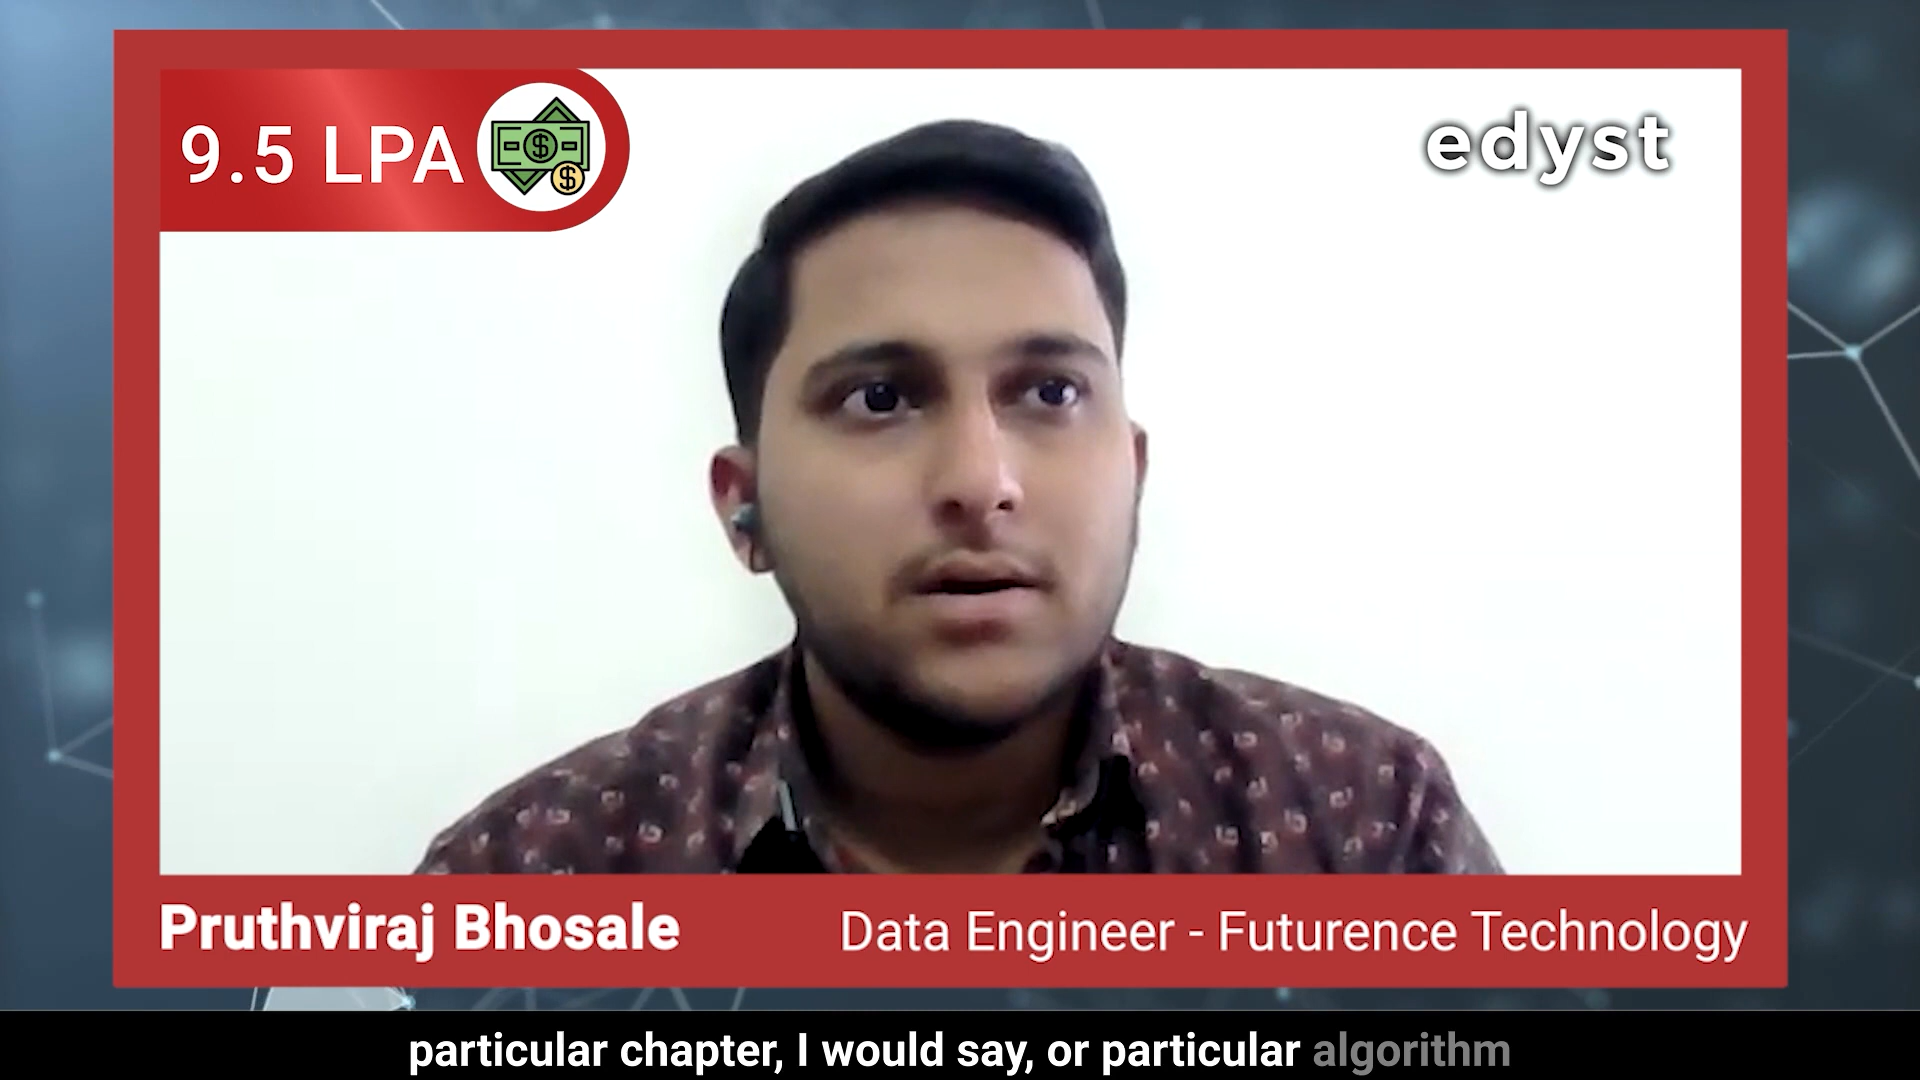 9.5 LPA
edyst
Pruthviraj Bhosale
Data Engineer - Futurence Technology
particular chapter, I would say, or particular algorithm